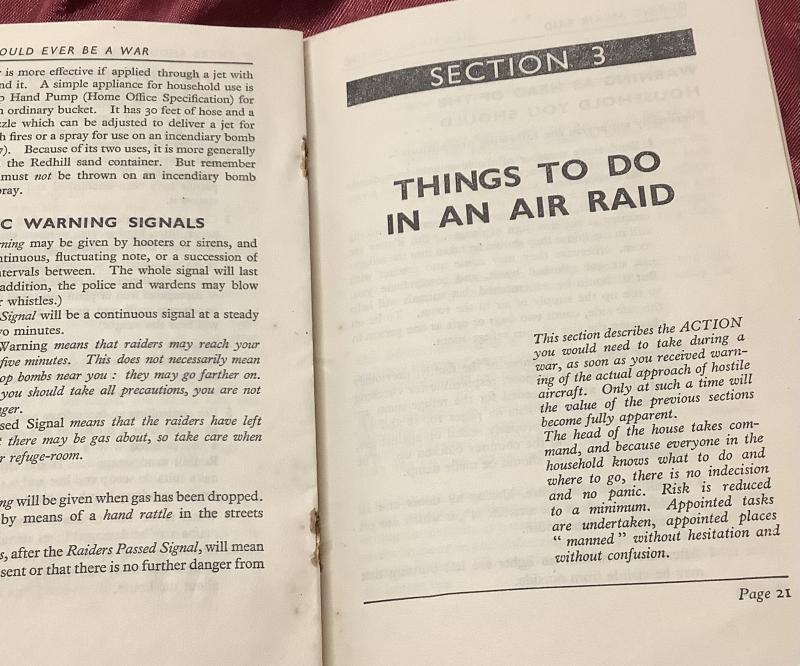 OULD EVER BE A WAR
is more effective if applied through a jet with
nd it. A simple appliance for household use is
Hand Pump (Home Office Specification) for
ordinary bucket. It has 30 feet of hose and a
zzle which can be adjusted to deliver a jet for
h fires or a spray for use on an incendiary bomb
). Because of its two uses, it is more generally
the Redhill sand container. But remember
must not be thrown on an incendiary bomb
pray.
C WARNING SIGNALS
rning may be given by hooters or sirens, and
ntinuous, fluctuating note, or a succession of
ntervals between. The whole signal will last
addition, the police and wardens may blow
r whistles.)
Signal will be a continuous signal at a steady
wo minutes.
Warning means that raiders may reach your
five minutes. This does not necessarily mean
op bombs near you : they may go farther on.
you should take all precautions, you are not
ger.
sed Signal means that the raiders have left
there may be gas about, so take care when
r refuge-room.
ng will be given when gas has been dropped.
by means of a hand rattle in the streets
s, after the Raiders Passed Signal, will mean
sent or that there is no further danger from
SECTION 3
THINGS TO DO
IN AN AIR RAID
This section describes the ACTION
you would need to take during a
war, as soon as you received warn-
ing of the actual approach of hostile
aircraft. Only at such a time will
the value of the previous sections
become fully apparent.
The head of the house takes com-
mand, and because everyone in the
household knows what to do and
where to go, there is no indecision
and no panic. Risk is reduced
to a minimum. Appointed tasks
are undertaken, appointed places
" manned " without hesitation and
without confusion.
Page 21